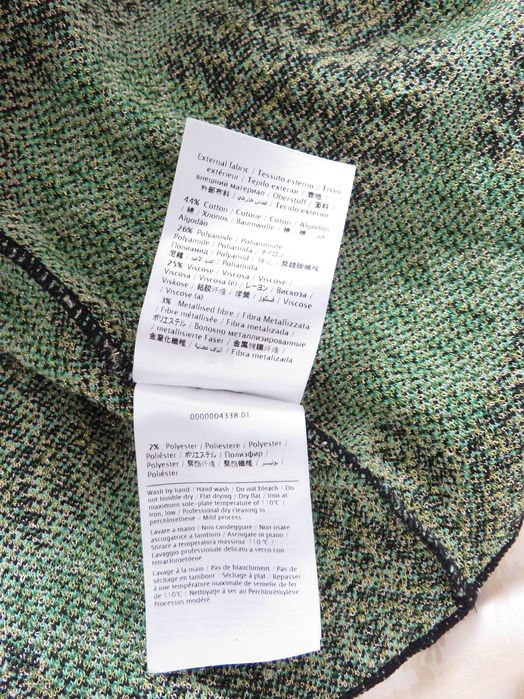 External fabric / Tessuto esterno / Tissu
extérieur / Tejido exterior / 表地
Внешний материал / Oberstoff / 面料
外部布料 / / Tecido exterior
44% Cotton / Cotone / Coton / Algodón
綿 / Хлопок / Baumwolle / 棉
Algodão
26% Polyamide / Poliammide
Polyamide / Poliamida / ナイロン
Полиамид / Polyamid / 聚酰胺纖維
Poliamida
25% Viscose / Viscosa / Viscose /
Viscosa / Viscosa (e) / レーヨン / Вискоза /
Viskose / 粘胶纤维 / / فسكوز / Viscose
/ Viscose (a)
3% Metallised fibre / Fibra Metallizzata
/ Fibre métallisée / Fibra metalizada /
ポリエステル / Волокно металлизированные
/ metallisierte Faser / 金属纖維 /
金屬化纖維 / / Fibra metalizada
0000004338 01
2% Polyester / Poliestere / Polyester /
Poliéster / ポリエステル / Полиэфир /
Polyester / 聚酯纤维 / 聚酯纖維 / بوليستر /
Poliéster
Wash by hand / Hand wash / Do not bleach / Do
not tumble dry / Flat drying / Dry flat / Iron at
maximum sole-plate temperature of 110°C /
Iron, low / Professional dry cleaning in
perchlorethene - Mild process
Lavare a mano / Non candeggiare / Non usare
asciugatrice a tamburo / Asciugare in piano /
Stirare a temperatura massima 110°C /
Lavaggio professionale delicato a secco con
tetracloroetilene
Lavage à la main / Pas de blanchiment / Pas de
séchage en tambour / Séchage à plat / Repasser
à une température maximale de semelle de fer
de 110°C / Nettoyage à sec au Perchloréthylène -
Processus modéré